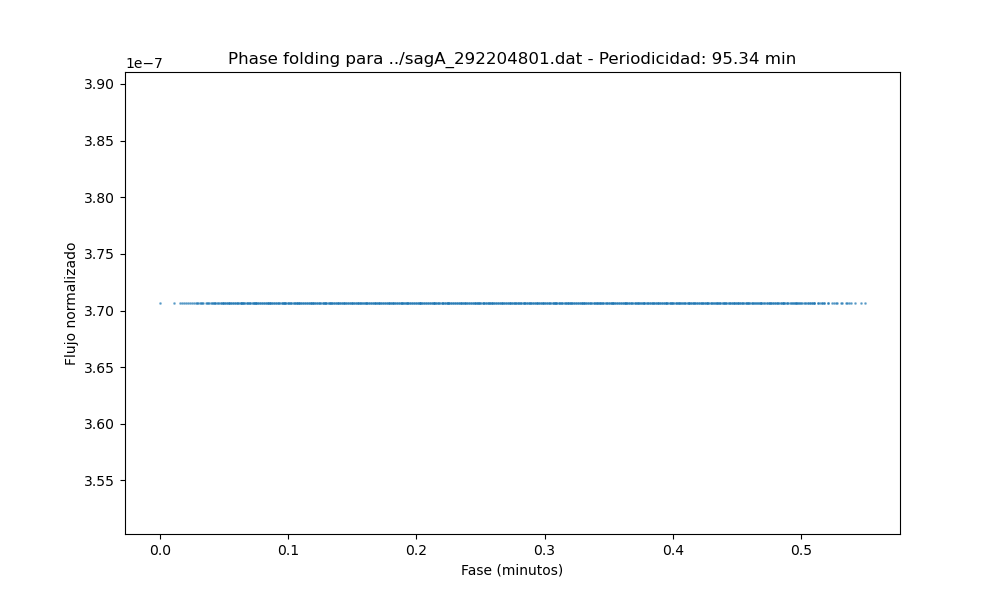 Phase folding para ../sagA_292204801.dat - Periodicidad: 95.34 min
1e−7
3.90
3.85
3.80
3.75
3.70
3.65
3.60
3.55
Flujo normalizado
0.0 0.1 0.2 0.3 0.4 0.5
Fase (minutos)